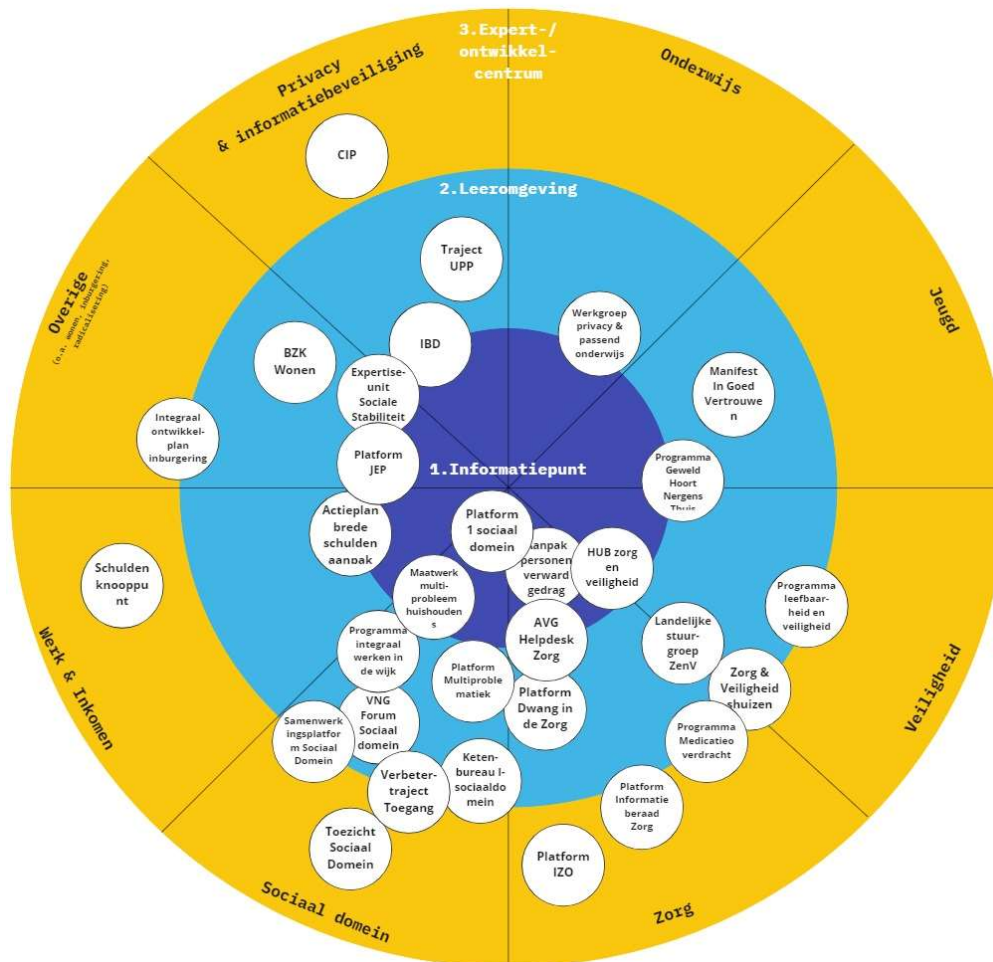 3.Expert-/
ontwikkel-
centrum
Privacy
& informatiebeveiliging
Onderwijs
CIP
2.Leeromgeving
Traject
UPP
Overige
(o.a. wonen, inburgering,
radicalisering)
Jeugd
Werkgroep
privacy &
passend
onderwijs
IBD
BZK
Wonen
Expertise-
unit
Sociale
Stabiliteit
Manifest
In Goed
Vertrouwe
n
Integraal
ontwikkel-
plan
inburgering
Platform
JEP
1.Informatiepunt
Programma
Geweld
Hoort
Nergens
Thuis
Actieplan
brede
schulden
aanpak
Platform
1 sociaal
domein
Aanpak
personen
verward
gedrag
HUB zorg
en
veiligheid
Schulden
knooppu
nt
Maatwerk
multi-
probleem
huishouden
s
Programma
leefbaar-
heid en
veiligheid
AVG
Helpdesk
Zorg
Landelijke
stuur-
groep
ZenV
Programma
integraal
werken in
de wijk
Platform
Multiproble
matiek
Zorg &
Veiligheid
shuizen
Werk & Inkomen
Veiligheid
VNG
Forum
Sociaal
domein
Platform
Dwang in
de Zorg
Samenwerk
ingsplatfor
m Sociaal
Domein
Programma
Medicatieo
verdracht
Verbeter-
traject
Toegang
Keten-
bureau I-
sociaaldo
mein
Platform
Informatie
beraad
Zorg
Toezicht
Sociaal
Domein
Platform
IZO
Sociaal domein
Zorg